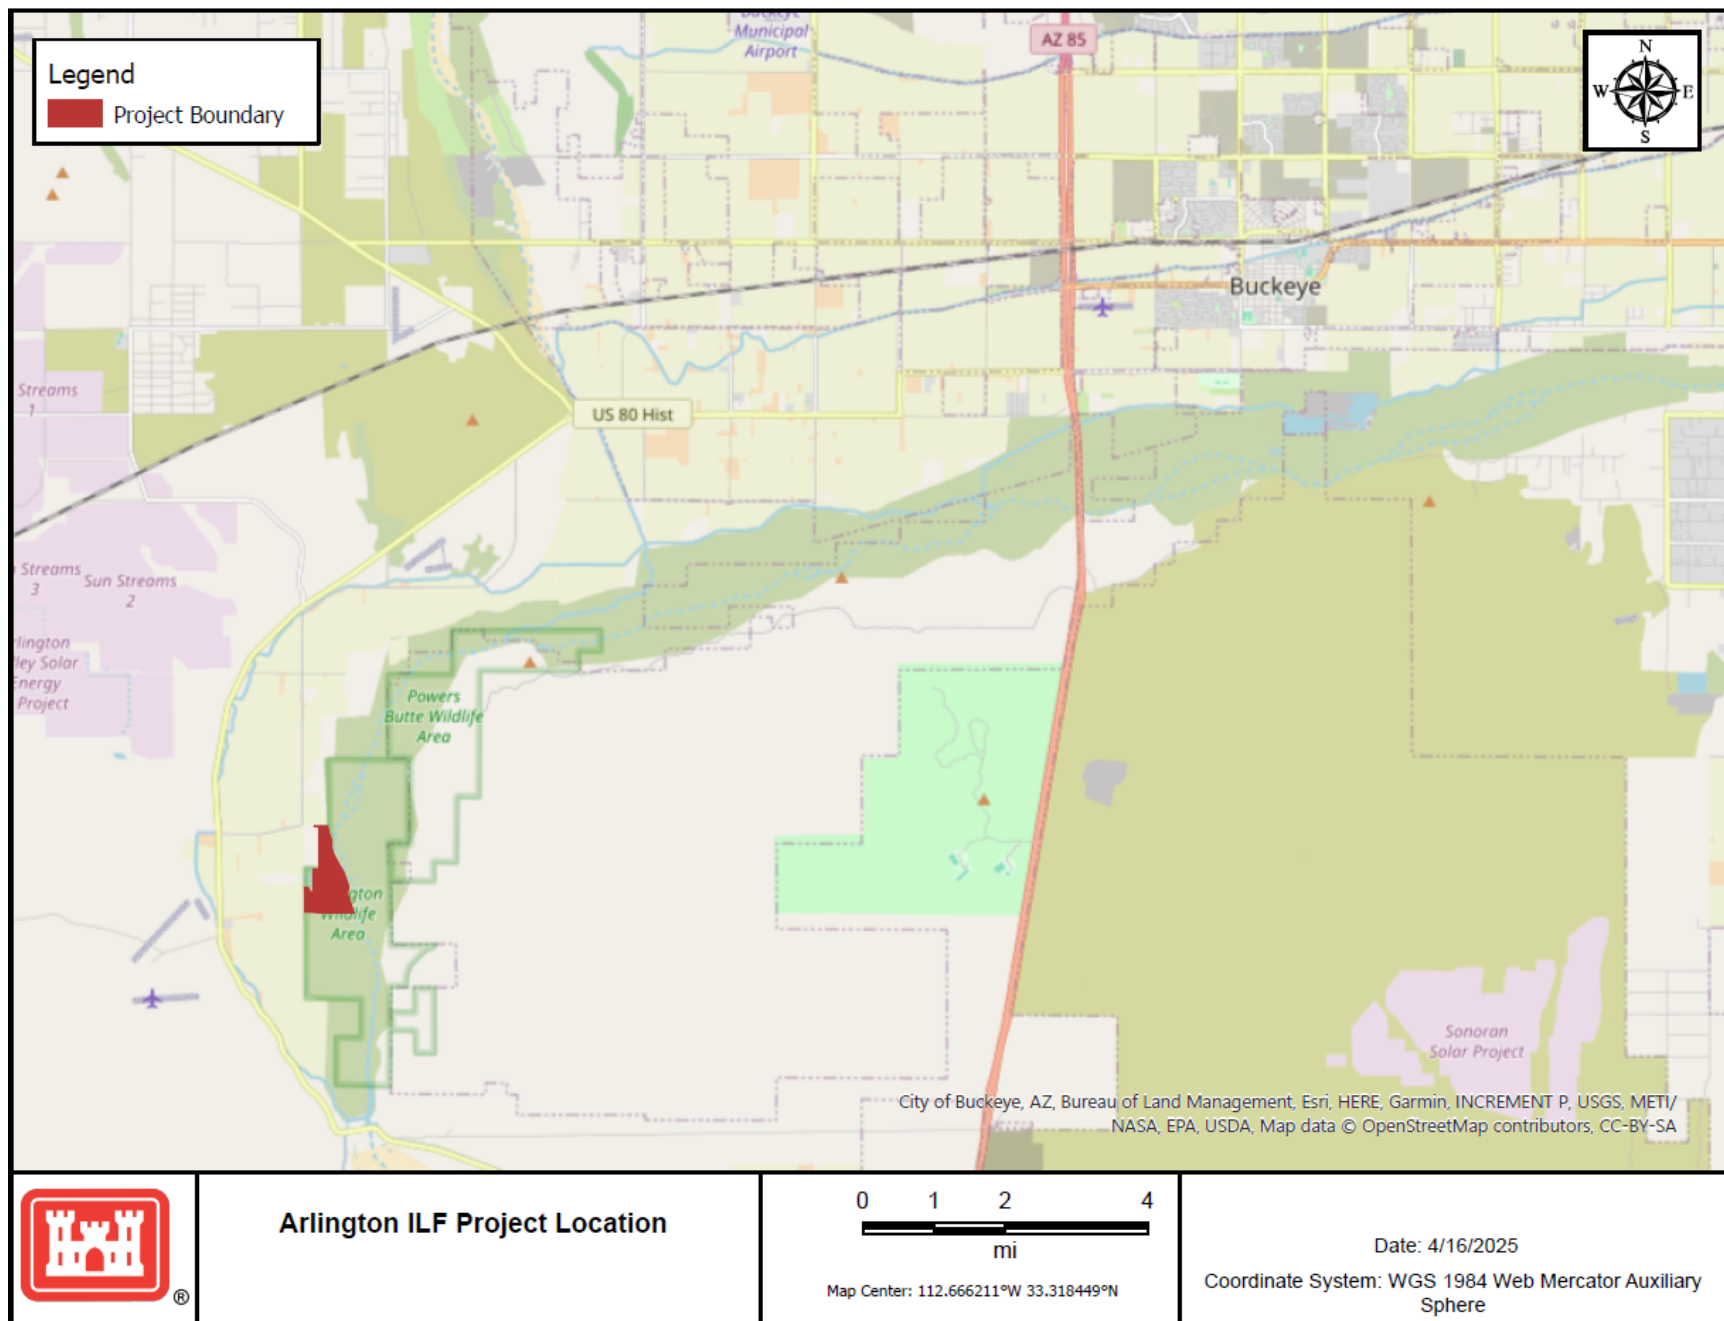 Legend
Project Boundary
Buckeye
Municipal
Airport
AZ 85
N
W
E
S
Buckeye
Streams
1
US 80 Hist
Streams
3
Sun Streams
2
rlington
ley Solar
Energy
Project
Powers
Butte Wildlife
Area
gton
Wildlife
Area
Sonoran
Solar Project
City of Buckeye, AZ, Bureau of Land Management, Esri, HERE, Garmin, INCREMENT P, USGS, METI/
NASA, EPA, USDA, Map data © OpenStreetMap contributors, CC-BY-SA
®
Arlington ILF Project Location
0 1 2 4
mi
Map Center: 112.666211°W 33.318449°N
Date: 4/16/2025
Coordinate System: WGS 1984 Web Mercator Auxiliary
Sphere